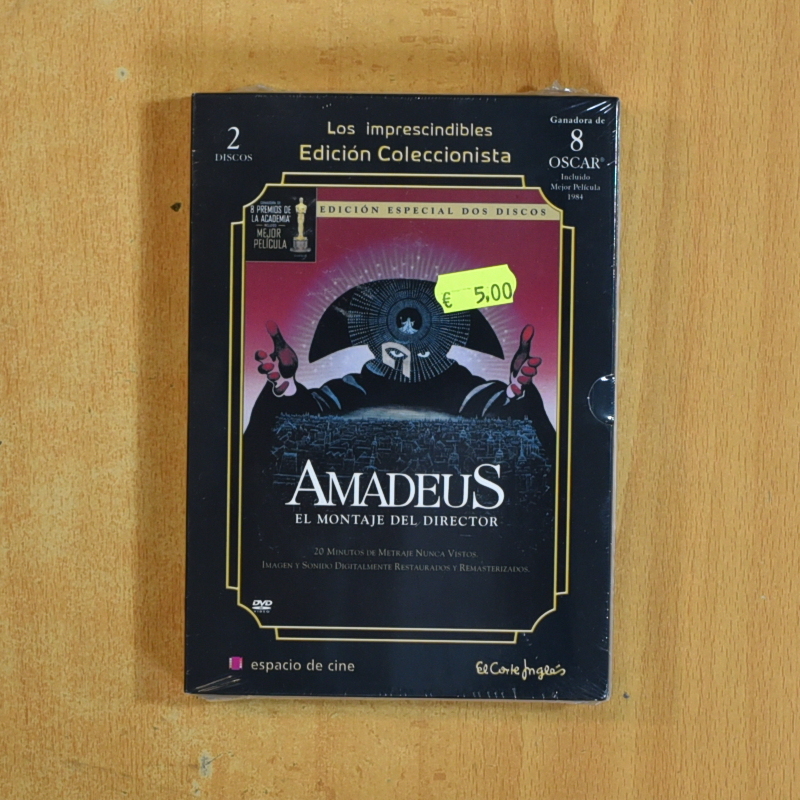 2
DISCOS
Los imprescindibles
Edición Coleccionista
Ganadora de
8
OSCAR®
Incluido
Mejor Película
1984
8 PREMIOS DE
LA ACADEMIA
MEJOR
PELÍCULA
EDICIÓN ESPECIAL DOS DISCOS
€ 5,00
AMADEUS
EL MONTAJE DEL DIRECTOR
20 MINUTOS DE METRAJE NUNCA VISTOS.
IMAGEN Y SONIDO DIGITALMENTE RESTAURADOS Y REMASTERIZADOS.
DVD
VIDEO
espacio de cine
El Corte Inglés